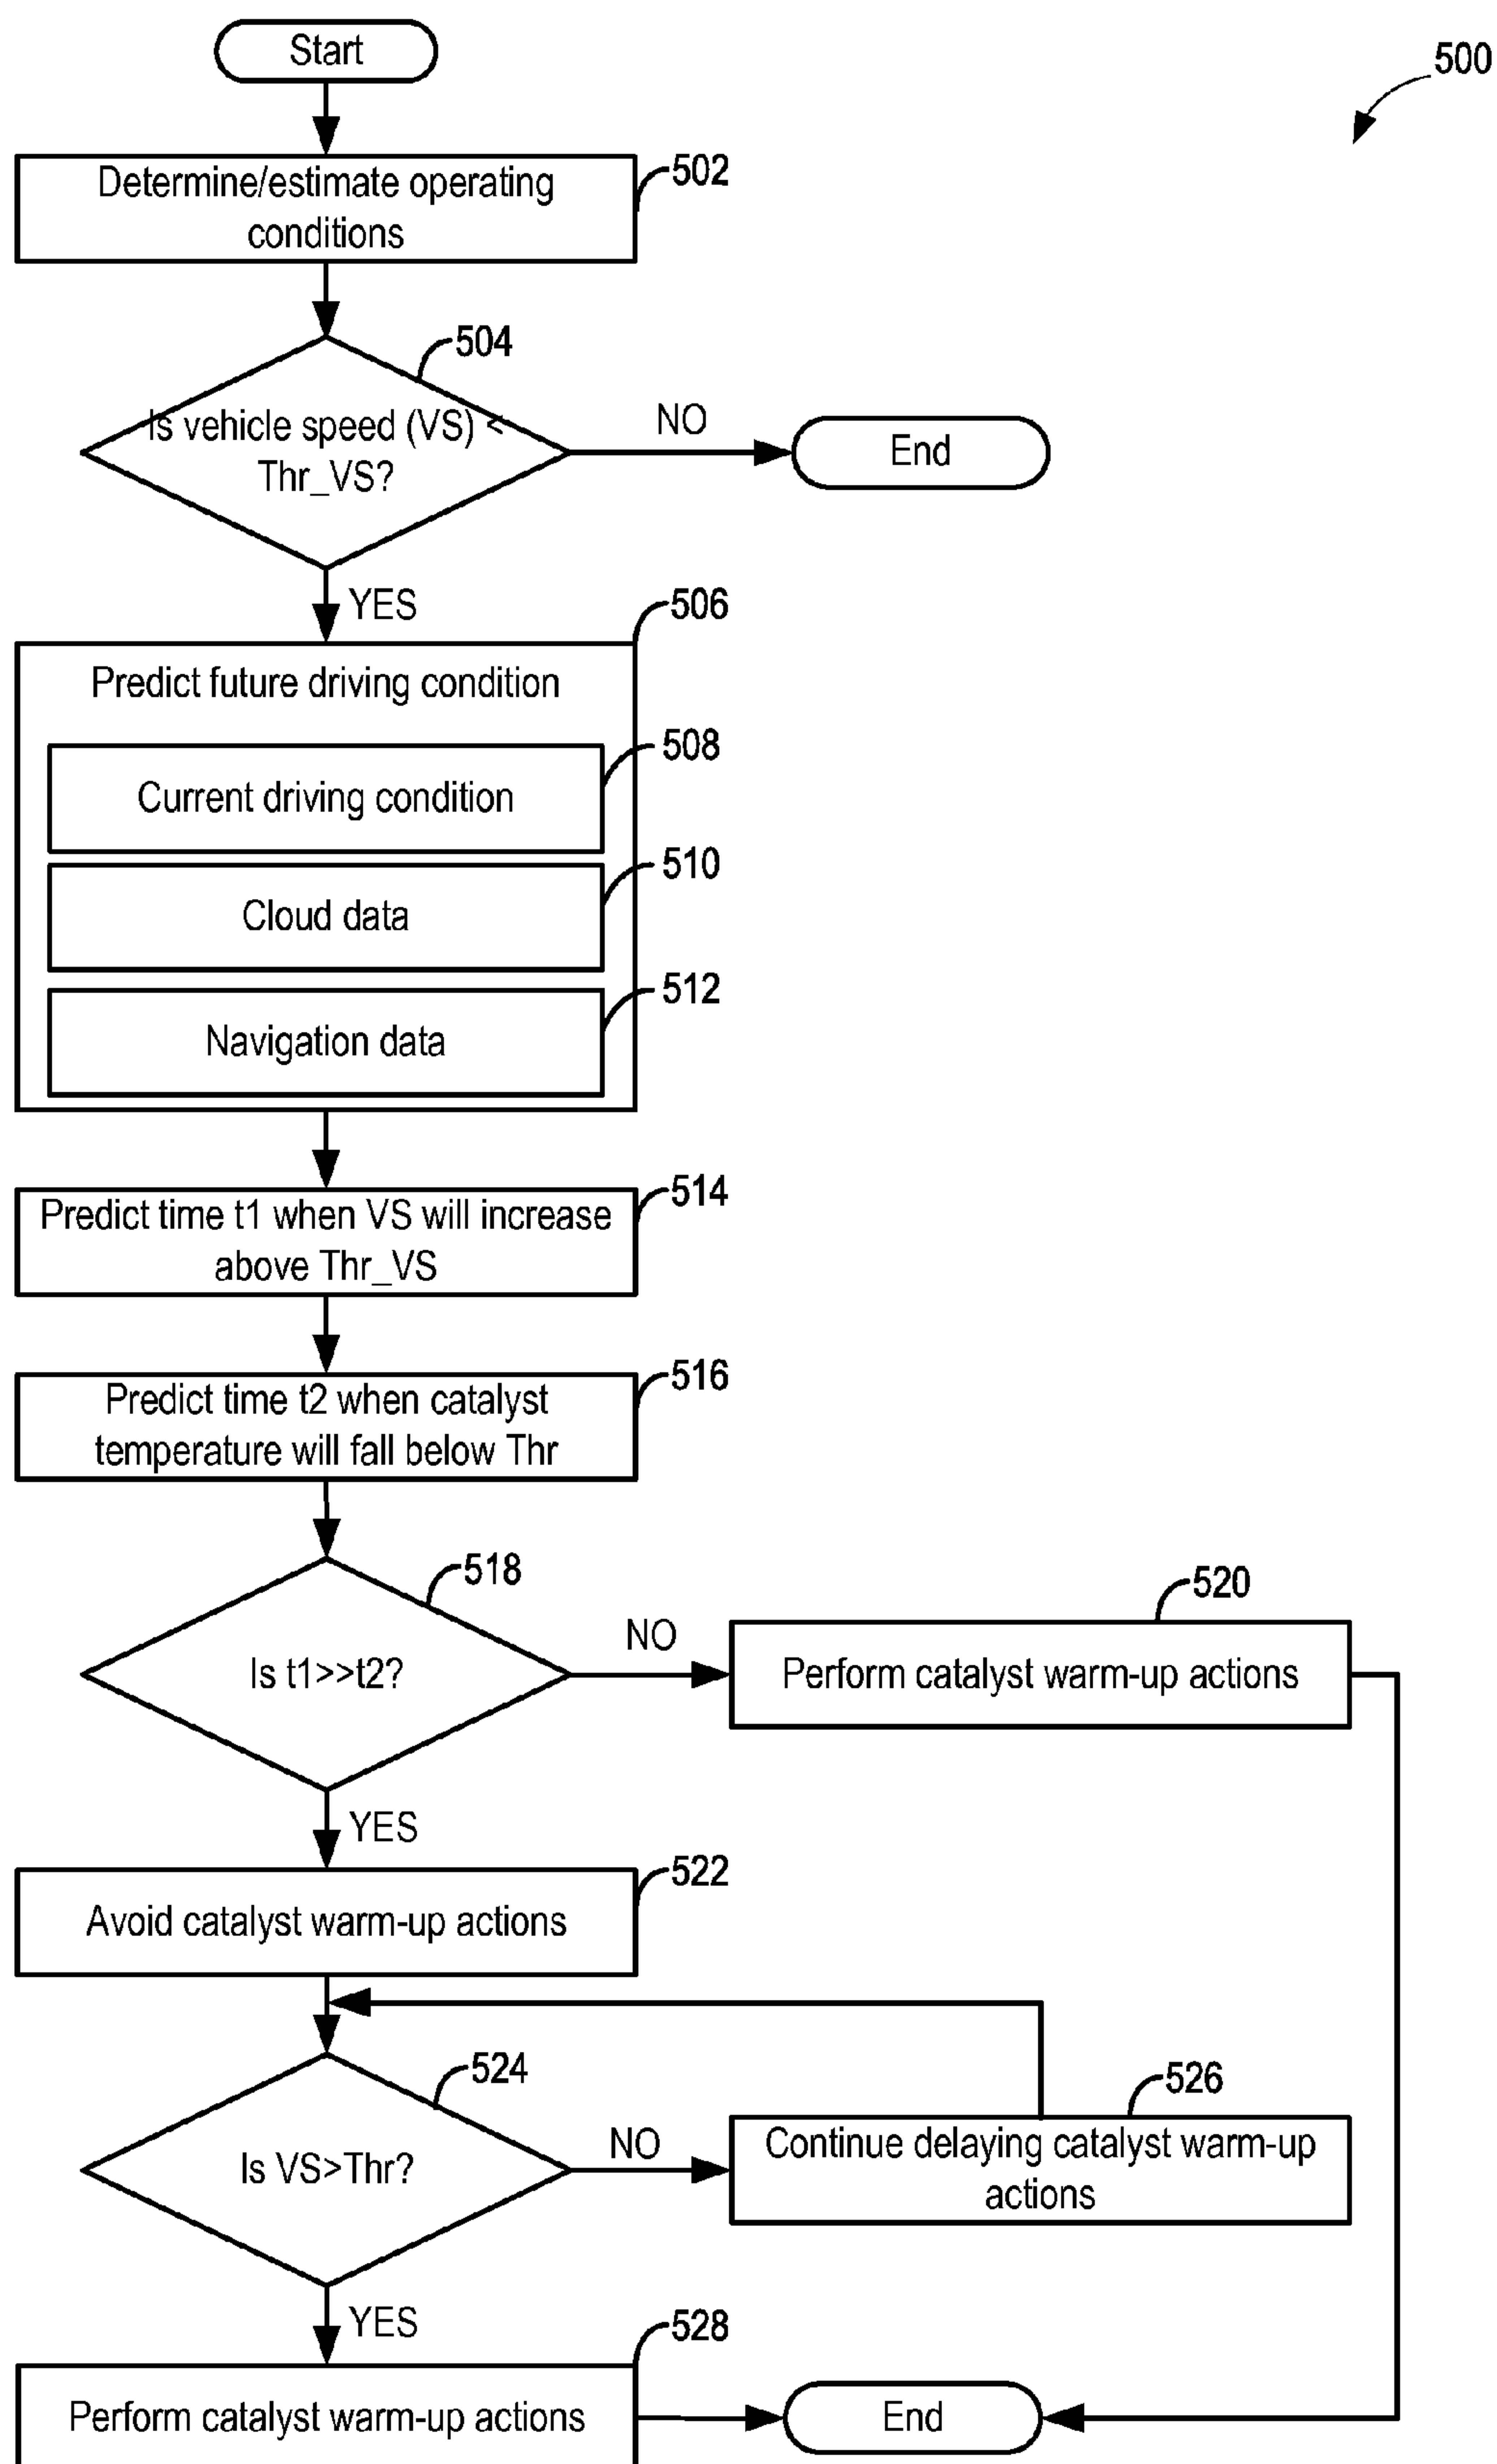 Start
500
Determine/estimate operating
conditions
502
504
Is vehicle speed (VS) <
Thr_VS?
NO
End
YES
506
Predict future driving condition
508
Current driving condition
510
Cloud data
512
Navigation data
514
Predict time t1 when VS will increase
above Thr_VS
516
Predict time t2 when catalyst
temperature will fall below Thr
518
Is t1>>t2?
NO
520
Perform catalyst warm-up actions
YES
522
Avoid catalyst warm-up actions
524
Is VS>Thr?
NO
526
Continue delaying catalyst warm-up
actions
YES
528
Perform catalyst warm-up actions
End